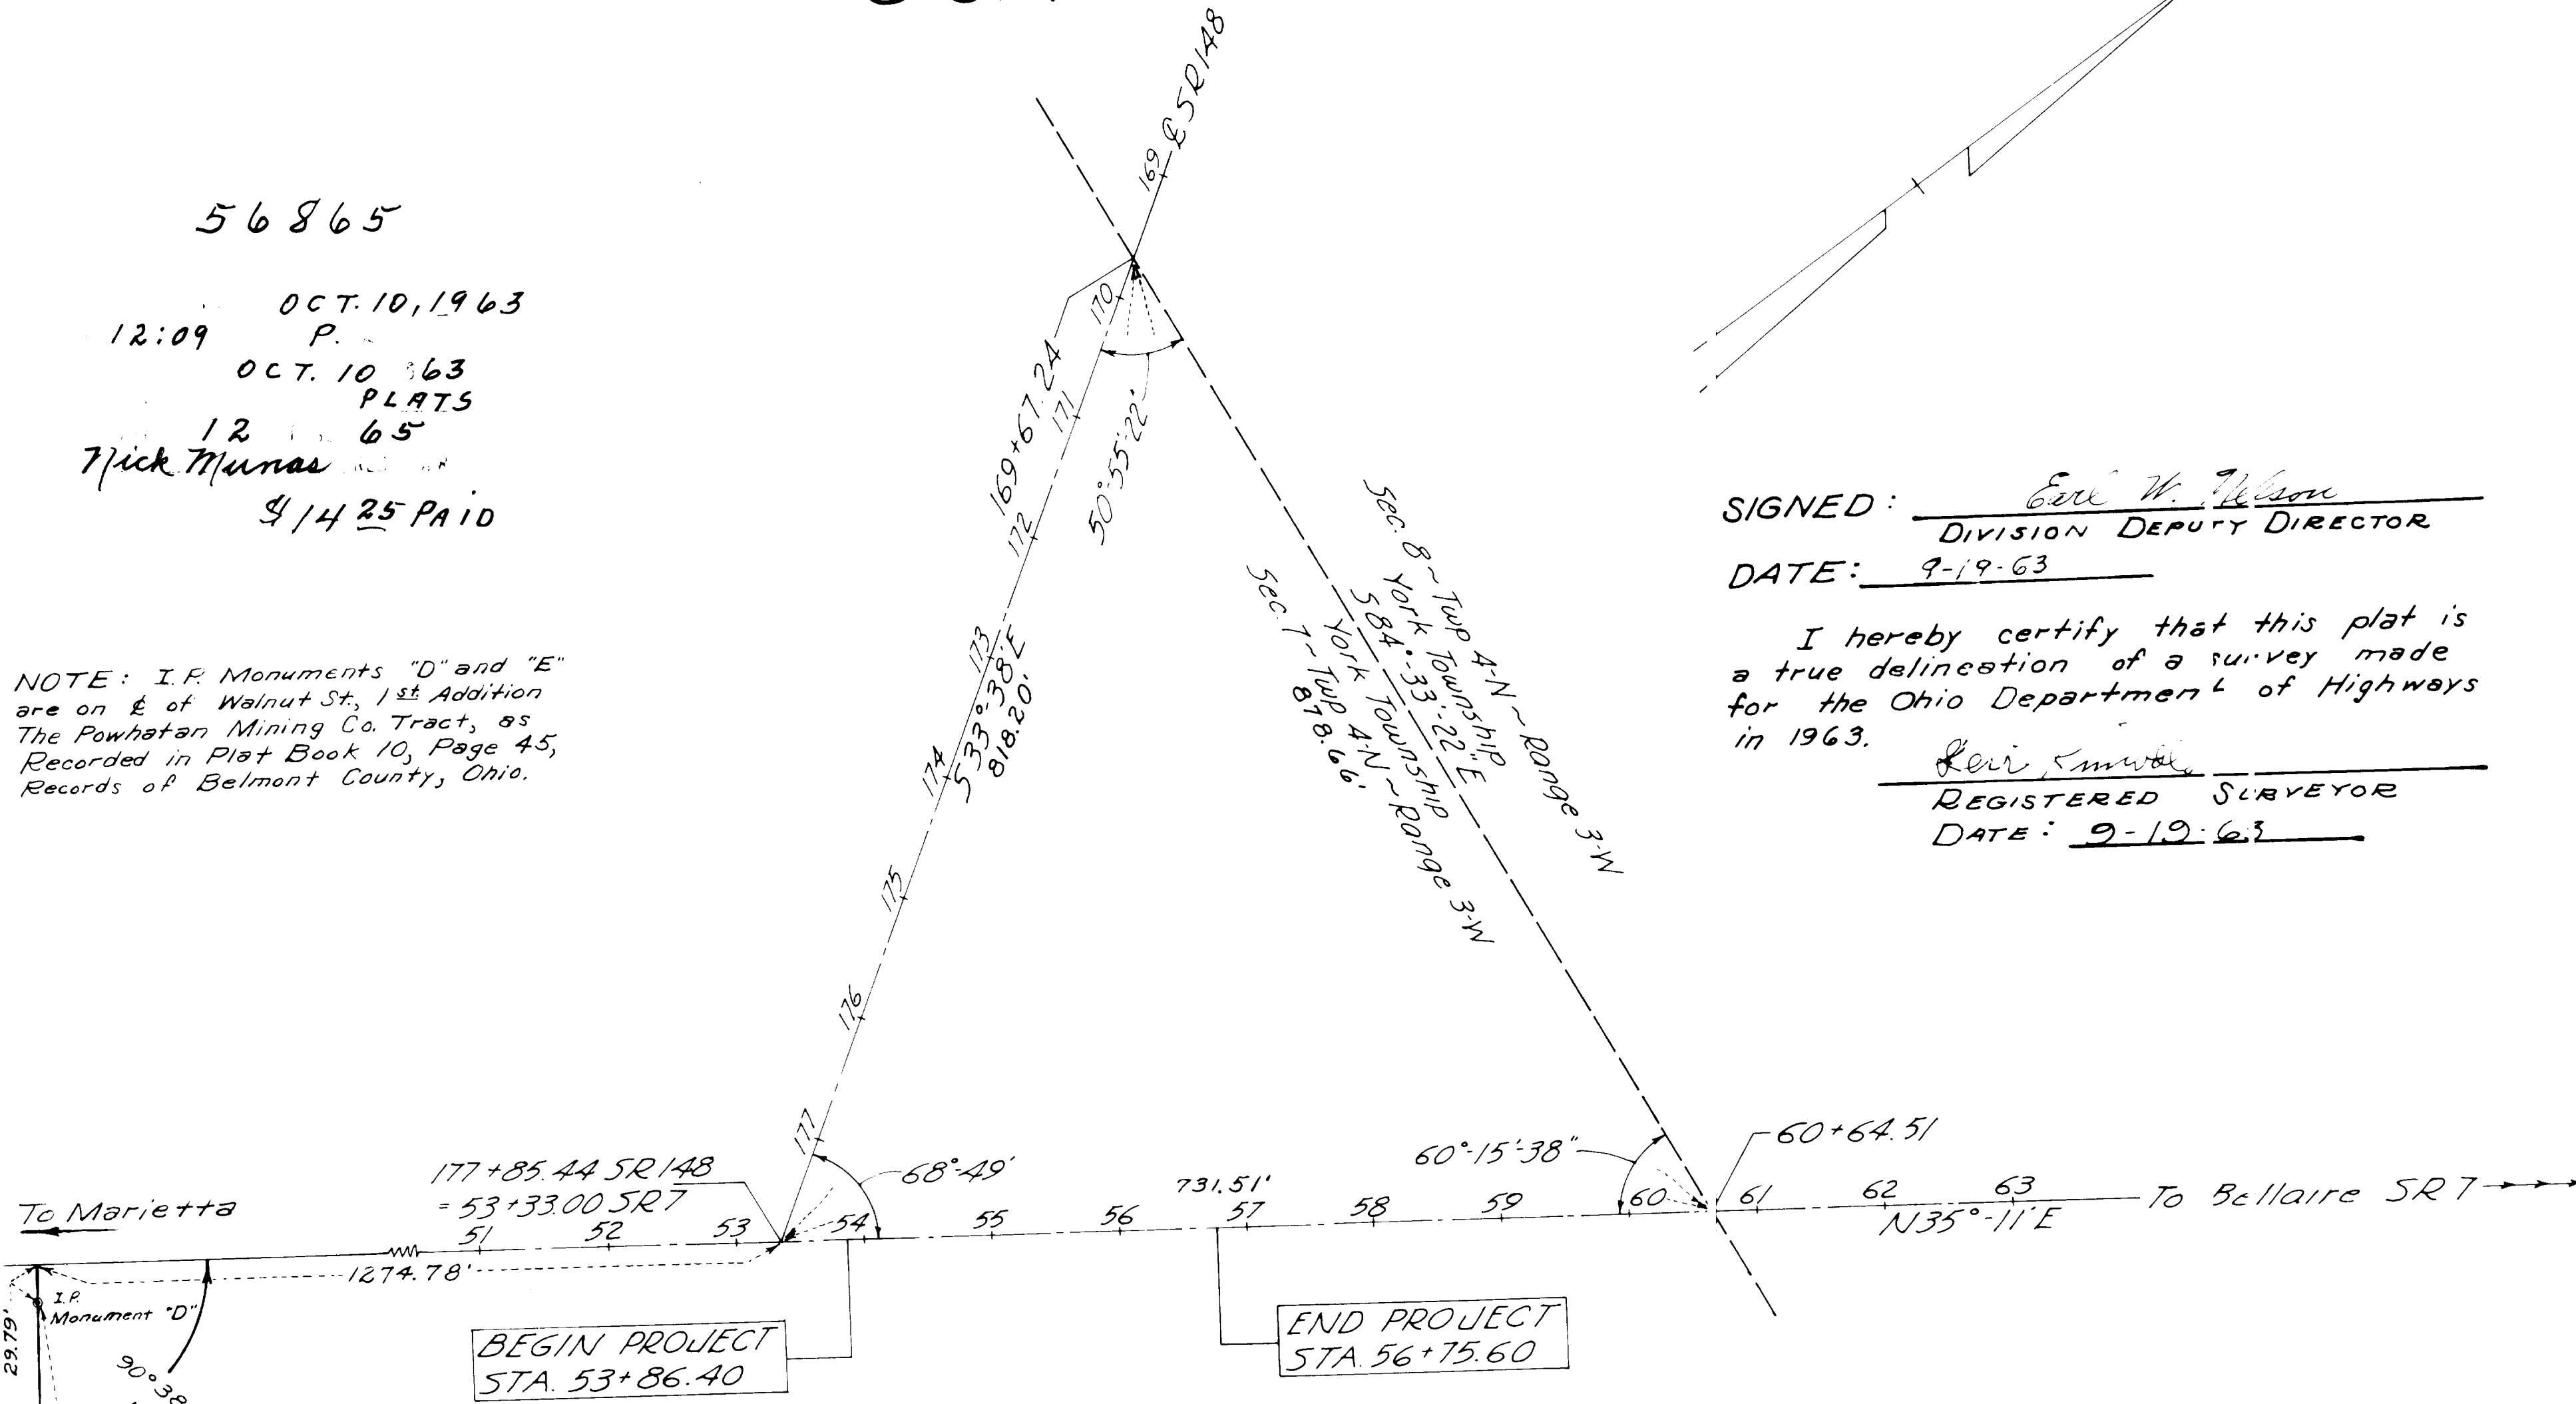 56865
OCT. 10, 1963
12:09 P.
OCT. 10 63
PLATS
12 65
Nick Munas
$14 25 PAID
NOTE: I.P. Monuments "D" and "E"
are on ℄ of Walnut St., 1st Addition
The Powhatan Mining Co. Tract, as
Recorded in Plat Book 10, Page 45,
Records of Belmont County, Ohio.
℄ SR 148
169
170
171
172
173
174
175
176
177
169+67.24
50°-55'-22"
S 33°-38' E
818.20'
Sec. 8 ~ Twp 4-N ~ Range 3-W
York Township
S 84°-33'-22" E
York Township
Sec. 7 ~ Twp 4-N ~ Range 3-W
878.66'
SIGNED: Earl W. Nelson
DIVISION DEPUTY DIRECTOR
DATE: 9-19-63
I hereby certify that this plat is
a true delineation of a survey made
for the Ohio Department of Highways
in 1963.
REGISTERED SURVEYOR
DATE: 9-19-63
177+85.44 SR 148
= 53+33.00 SR 7
68°-49'
731.51'
60°-15'-38"
60+64.51
To Marietta
51 52 53 54 55 56 57 58 59 60 61 62 63
To Bellaire SR 7
N 35°-11' E
1274.78'
I.P.
Monument "D"
29.79'
90°38
BEGIN PROJECT
STA. 53+86.40
END PROJECT
STA. 56+75.60